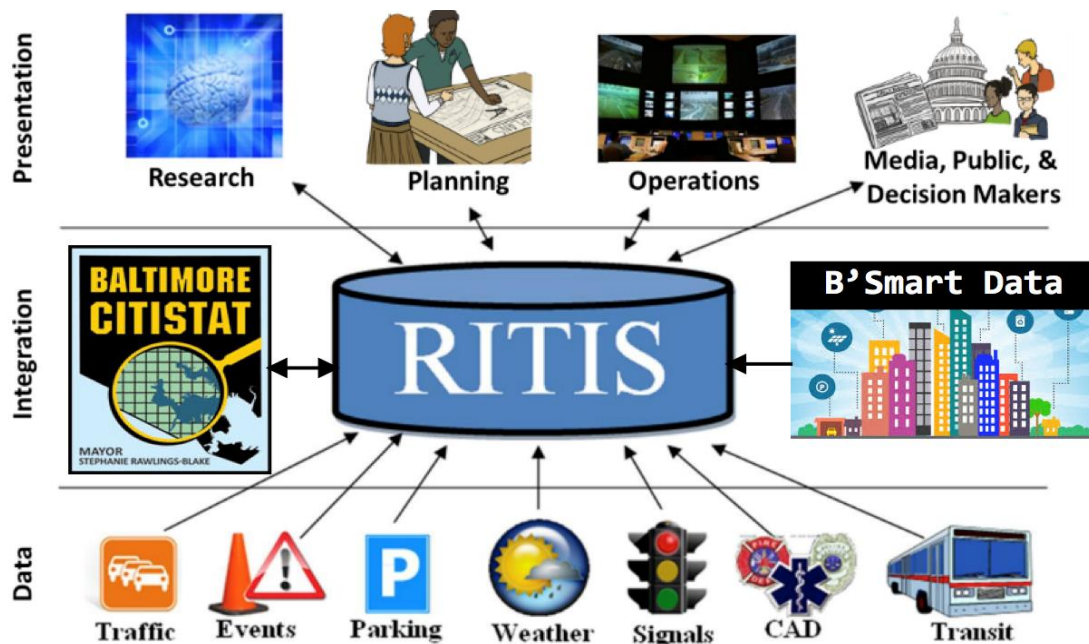 Presentation
Research
Planning
Operations
Media, Public, &
Decision Makers
Integration
BALTIMORE
CITISTAT
MAYOR
STEPHANIE RAWLINGS-BLAKE
RITIS
B’Smart Data
P
Data
P
FIRE
Traffic
Events
Parking
Weather
Signals
CAD
Transit